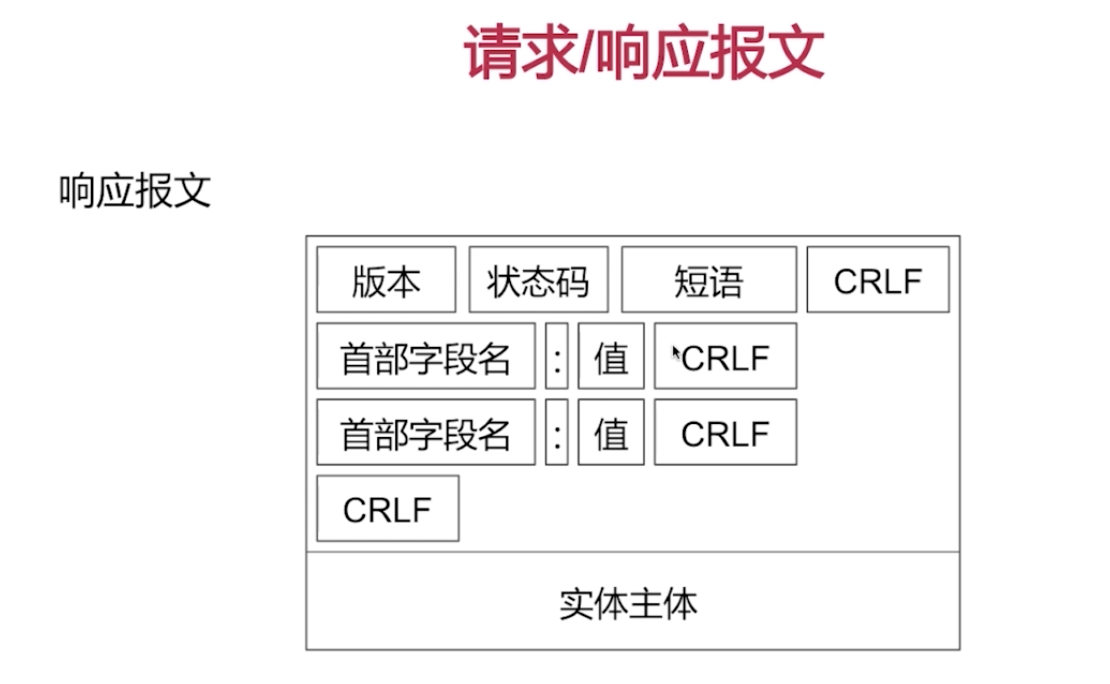 请求/响应报文
响应报文
版本 状态码 短语 CRLF
首部字段名 : 值 CRLF
首部字段名 : 值 CRLF
CRLF
实体主体